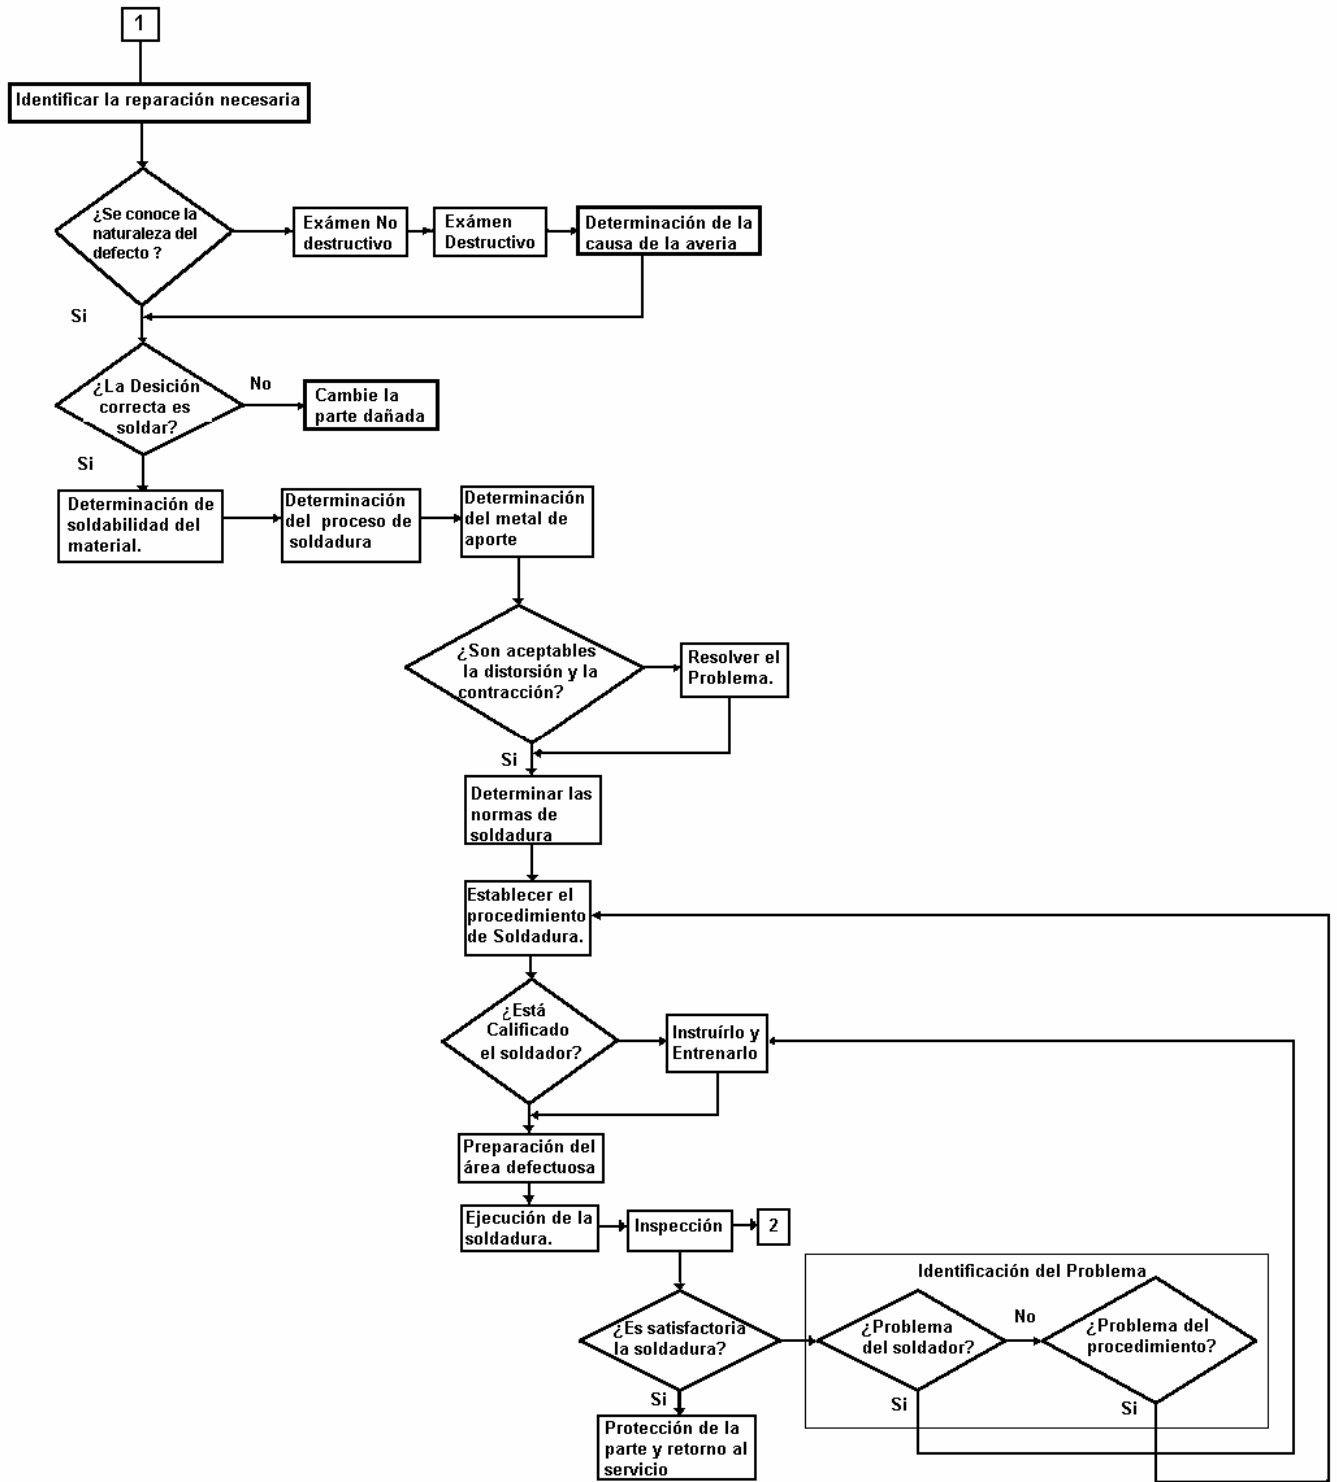 1
Identificar la reparación necesaria
¿Se conoce la
naturaleza del
defecto ?
Exámen No
destructivo
Exámen
Destructivo
Determinación de la
causa de la averia
Si
¿La Desición
correcta es
soldar?
No
Cambie la
parte dañada
Si
Determinación de
soldabilidad del
material.
Determinación
del proceso de
soldadura
Determinación
del metal de
aporte
¿Son aceptables
la distorsión y la
contracción?
Resolver el
Problema.
Si
Determinar las
normas de
soldadura
Establecer el
procedimiento
de Soldadura.
¿Está
Calificado
el soldador?
Instruírlo y
Entrenarlo
Preparación del
área defectuosa
Ejecución de la
soldadura.
Inspección
2
Identificación del Problema
¿Es satisfactoria
la soldadura?
¿Problema
del soldador?
No
¿Problema del
procedimiento?
Si
Si
Si
Protección de la
parte y retorno al
servicio